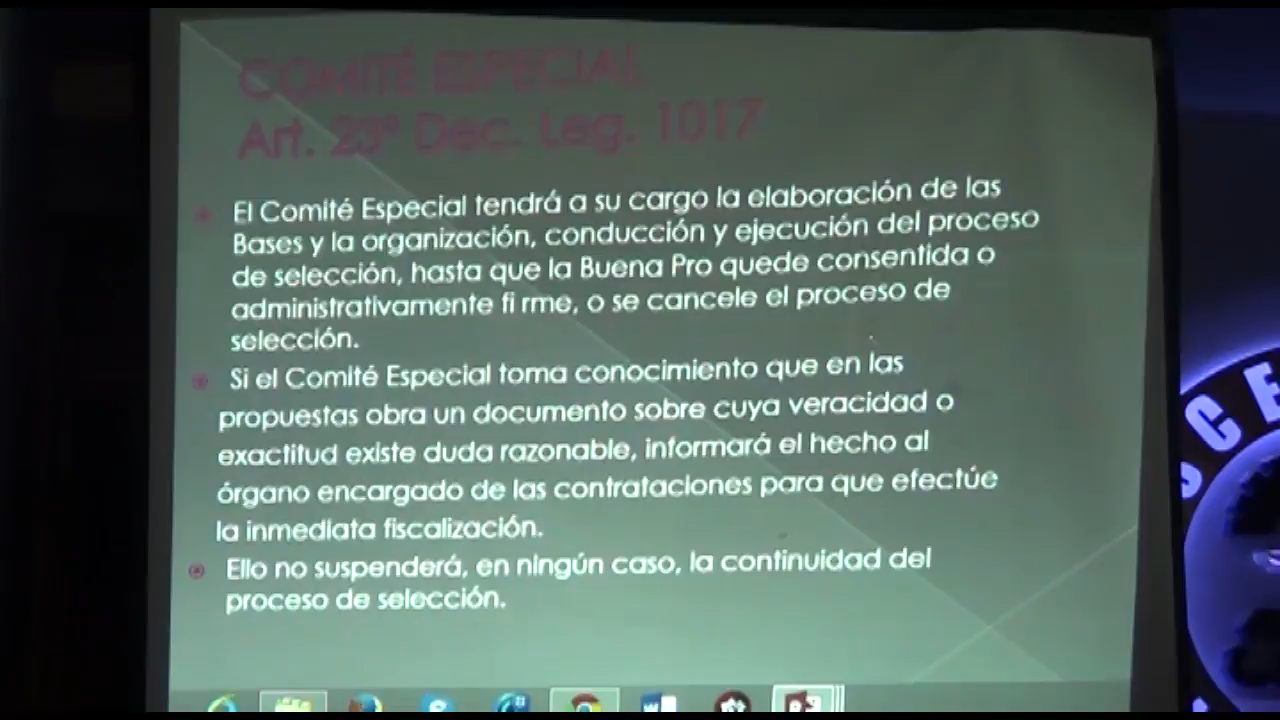 COMITÉ ESPECIAL
Art. 23° Dec. Leg. 1017
El Comité Especial tendrá a su cargo la elaboración de las
Bases y la organización, conducción y ejecución del proceso
de selección, hasta que la Buena Pro quede consentida o
administrativamente fi rme, o se cancele el proceso de
selección.
Si el Comité Especial toma conocimiento que en las
propuestas obra un documento sobre cuya veracidad o
exactitud existe duda razonable, informará el hecho al
órgano encargado de las contrataciones para que efectúe
la inmediata fiscalización.
Ello no suspenderá, en ningún caso, la continuidad del
proceso de selección.